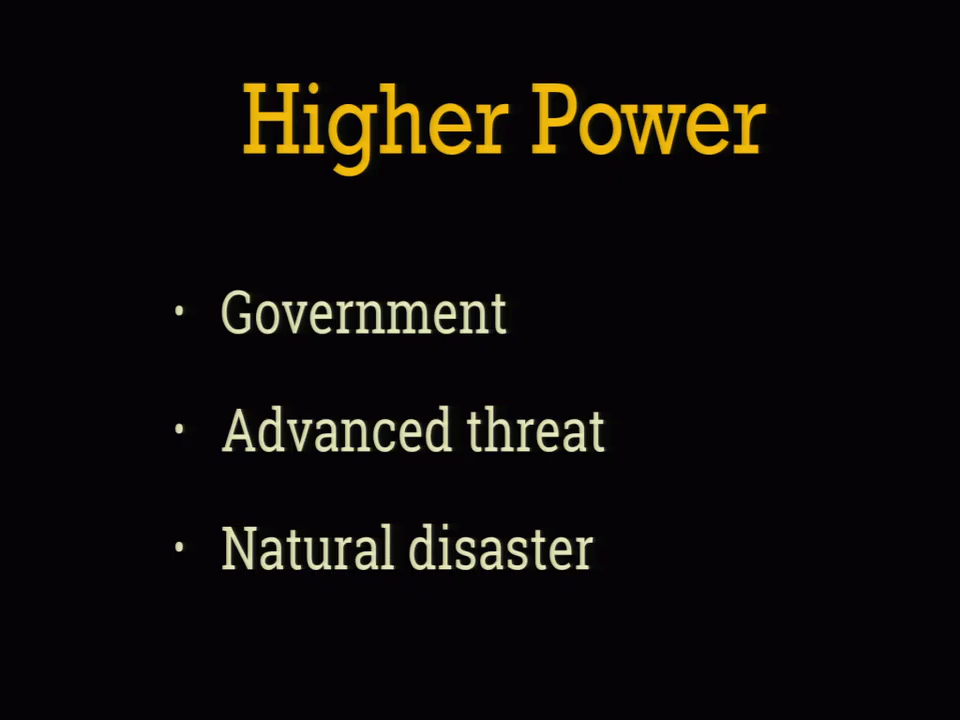 Higher Power
· Government
· Advanced threat
· Natural disaster